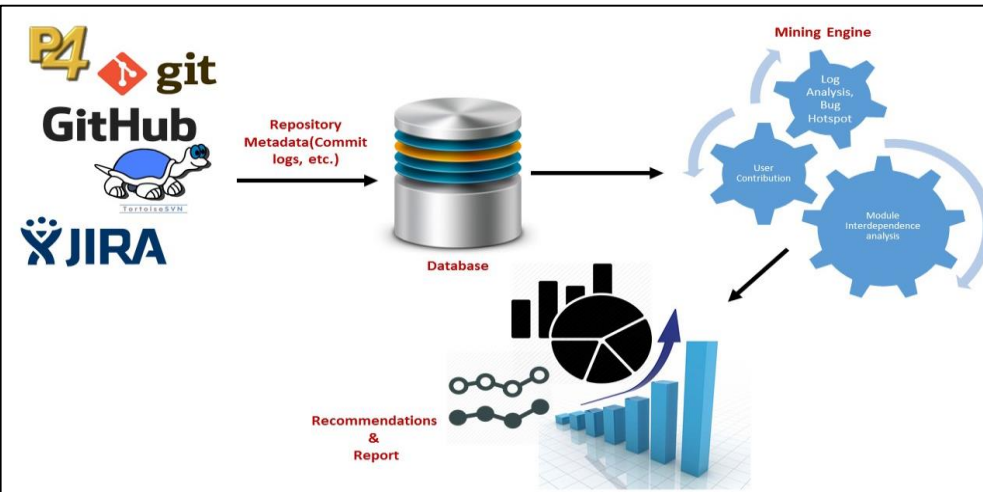 P4
git
GitHub
TortoiseSVN
JIRA
Repository
Metadata(Commit
logs, etc.)
Database
Mining Engine
Log
Analysis,
Bug
Hotspot
User
Contribution
Module
Interdependence
analysis
Recommendations
&
Report